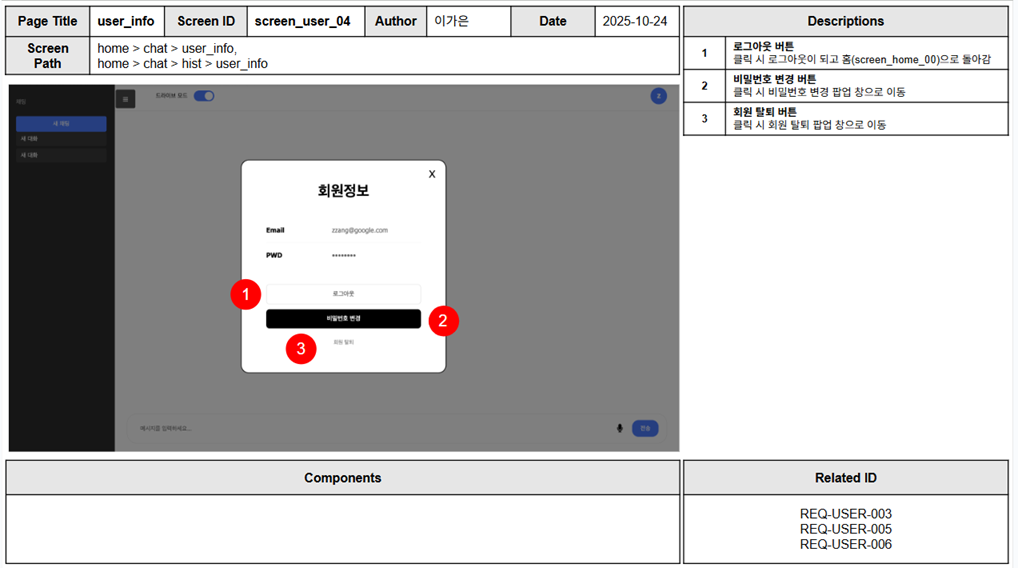 Page Title user_info Screen ID screen_user_04 Author 이가은 Date 2025-10-24
Screen Path home > chat > user_info,
home > chat > hist > user_info
Descriptions
1 로그아웃 버튼
클릭 시 로그아웃이 되고 홈(screen_home_00)으로 돌아감
2 비밀번호 변경 버튼
클릭 시 비밀번호 변경 팝업 창으로 이동
3 회원 탈퇴 버튼
클릭 시 회원 탈퇴 팝업 창으로 이동
드라이브 모드
새 채팅
새 대화
새 대화
X
회원정보
Email zzang@google.com
PWD ********
1 로그아웃
비밀번호 변경 2
3 회원 탈퇴
메시지를 입력하세요... 전송
Components
Related ID
REQ-USER-003
REQ-USER-005
REQ-USER-006